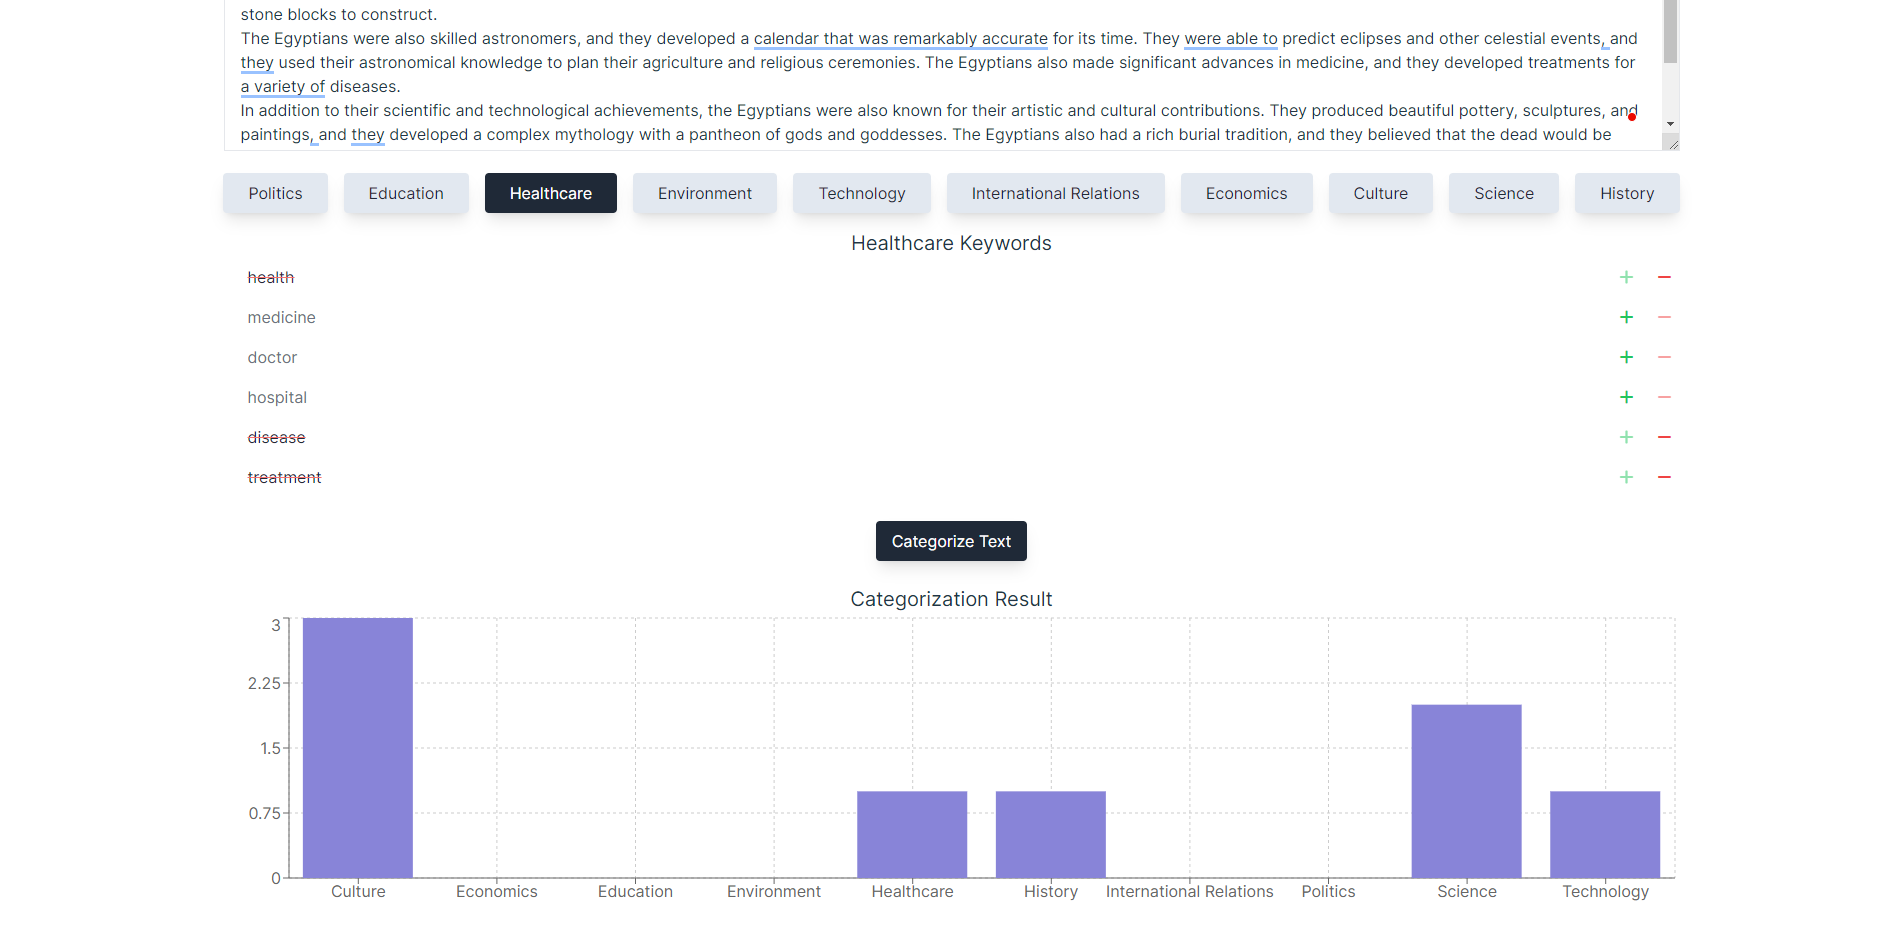 stone blocks to construct.
The Egyptians were also skilled astronomers, and they developed a calendar that was remarkably accurate for its time. They were able to predict eclipses and other celestial events, and
they used their astronomical knowledge to plan their agriculture and religious ceremonies. The Egyptians also made significant advances in medicine, and they developed treatments for
a variety of diseases.
In addition to their scientific and technological achievements, the Egyptians were also known for their artistic and cultural contributions. They produced beautiful pottery, sculptures, and
paintings, and they developed a complex mythology with a pantheon of gods and goddesses. The Egyptians also had a rich burial tradition, and they believed that the dead would be
Politics Education Healthcare Environment Technology International Relations Economics Culture Science History
Healthcare Keywords
health
medicine
doctor
hospital
disease
treatment
Categorize Text
Categorization Result
3
2.25
1.5
0.75
0
Culture Economics Education Environment Healthcare History International Relations Politics Science Technology